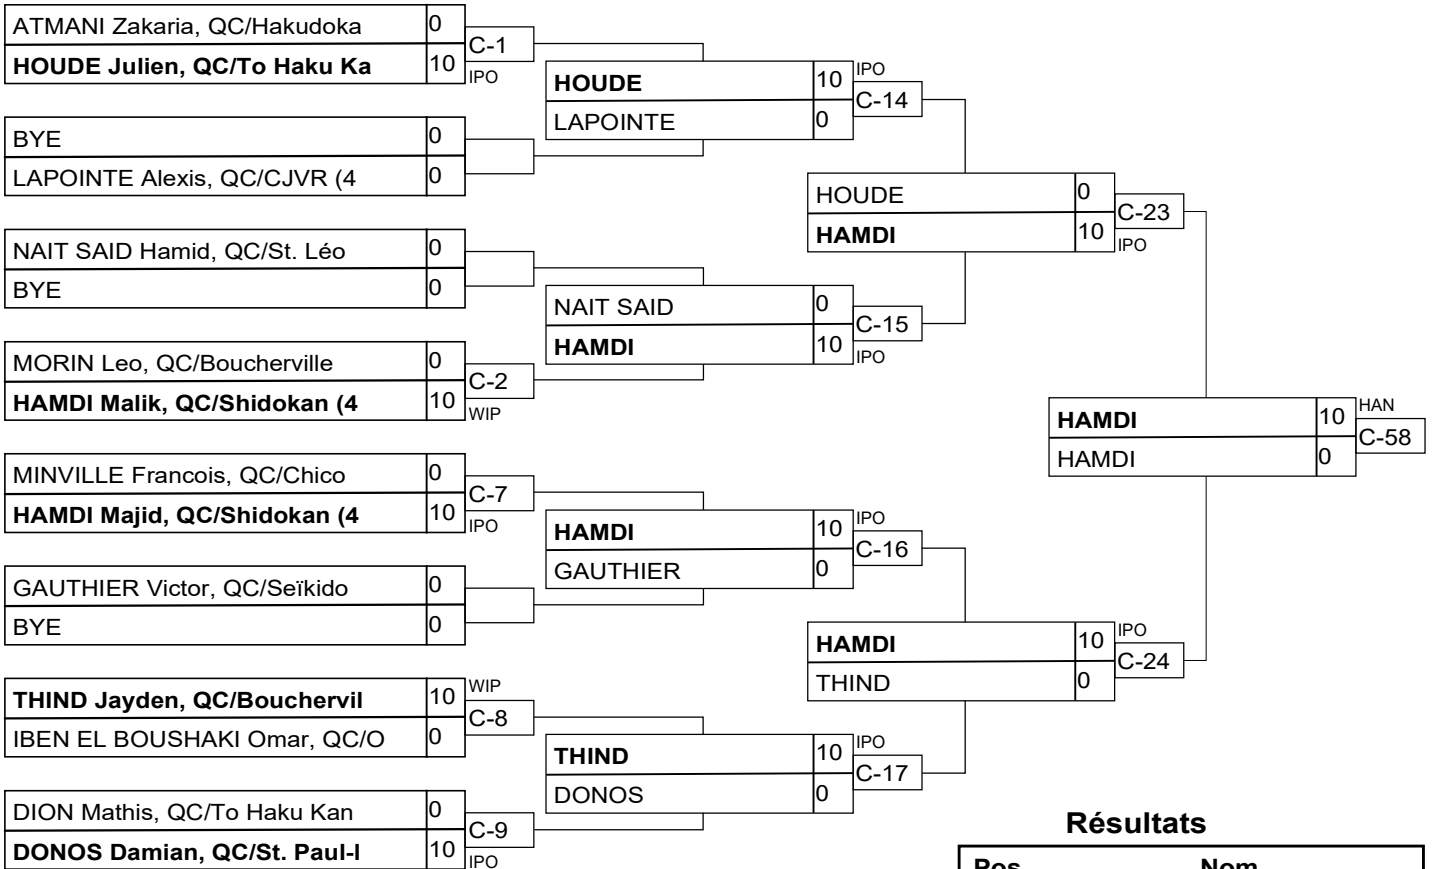 ATMANI Zakaria, QC/Hakudoka 0
C-1
HOUDE Julien, QC/To Haku Ka 10
IPO
HOUDE 10 IPO
C-14
LAPOINTE 0
BYE 0
LAPOINTE Alexis, QC/CJVR (4 0
HOUDE 0
C-23
HAMDI 10 IPO
NAIT SAID Hamid, QC/St. Léo 0
BYE 0
NAIT SAID 0
C-15
HAMDI 10 IPO
MORIN Leo, QC/Boucherville 0
C-2
HAMDI Malik, QC/Shidokan (4 10
WIP
HAMDI 10 HAN
C-58
HAMDI 0
MINVILLE Francois, QC/Chico 0
C-7
HAMDI Majid, QC/Shidokan (4 10
IPO
HAMDI 10 IPO
C-16
GAUTHIER 0
GAUTHIER Victor, QC/Seïkido 0
BYE 0
HAMDI 10 IPO
C-24
THIND 0
THIND Jayden, QC/Bouchervil 10 WIP
C-8
IBEN EL BOUSHAKI Omar, QC/O 0
THIND 10 IPO
C-17
DONOS 0
DION Mathis, QC/To Haku Kan 0
C-9
DONOS Damian, QC/St. Paul-l 10
IPO
Résultats
Pos Nom